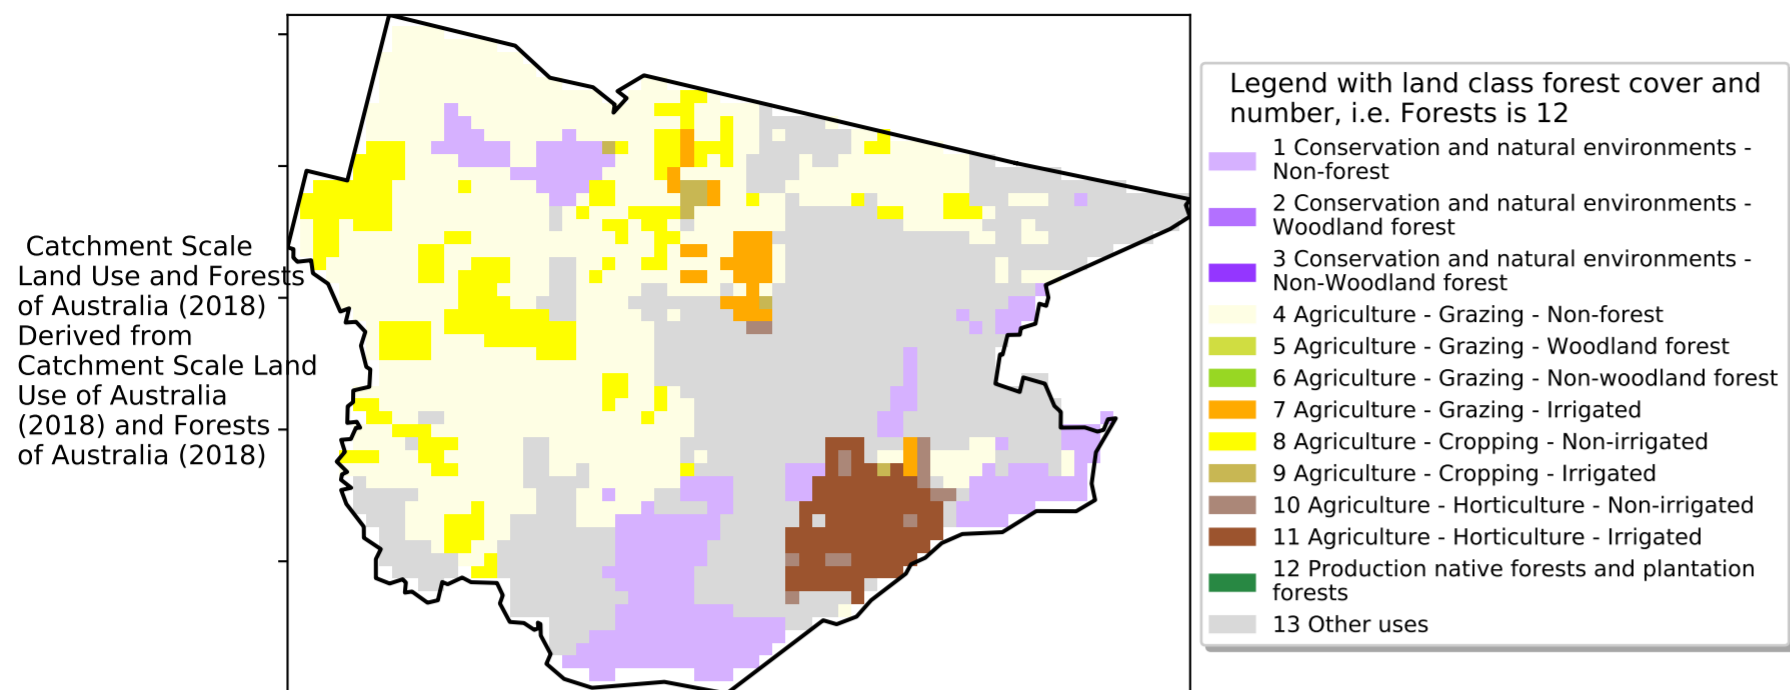 Catchment Scale
Land Use and Forests
of Australia (2018)
Derived from
Catchment Scale Land
Use of Australia
(2018) and Forests
of Australia (2018)
Legend with land class forest cover and
number, i.e. Forests is 12
1 Conservation and natural environments -
Non-forest
2 Conservation and natural environments -
Woodland forest
3 Conservation and natural environments -
Non-Woodland forest
4 Agriculture - Grazing - Non-forest
5 Agriculture - Grazing - Woodland forest
6 Agriculture - Grazing - Non-woodland forest
7 Agriculture - Grazing - Irrigated
8 Agriculture - Cropping - Non-irrigated
9 Agriculture - Cropping - Irrigated
10 Agriculture - Horticulture - Non-irrigated
11 Agriculture - Horticulture - Irrigated
12 Production native forests and plantation
forests
13 Other uses